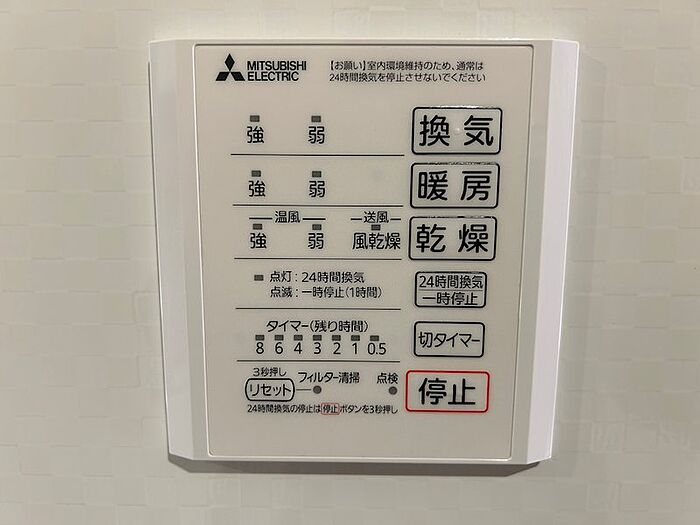 MITSUBISHI
ELECTRIC
【お願い】室内環境維持のため、通常は
24時間換気を停止させないでください
強 弱 換気
強 弱 暖房
温風 送風
強 弱 風乾燥 乾燥
点灯：24時間換気
点滅：一時停止(1時間)
24時間換気
一時停止
タイマー(残り時間)
8 6 4 3 2 1 0.5
切タイマー
3秒押し
リセット フィルター清掃 点検
停止
24時間換気の停止は停止ボタンを3秒押し